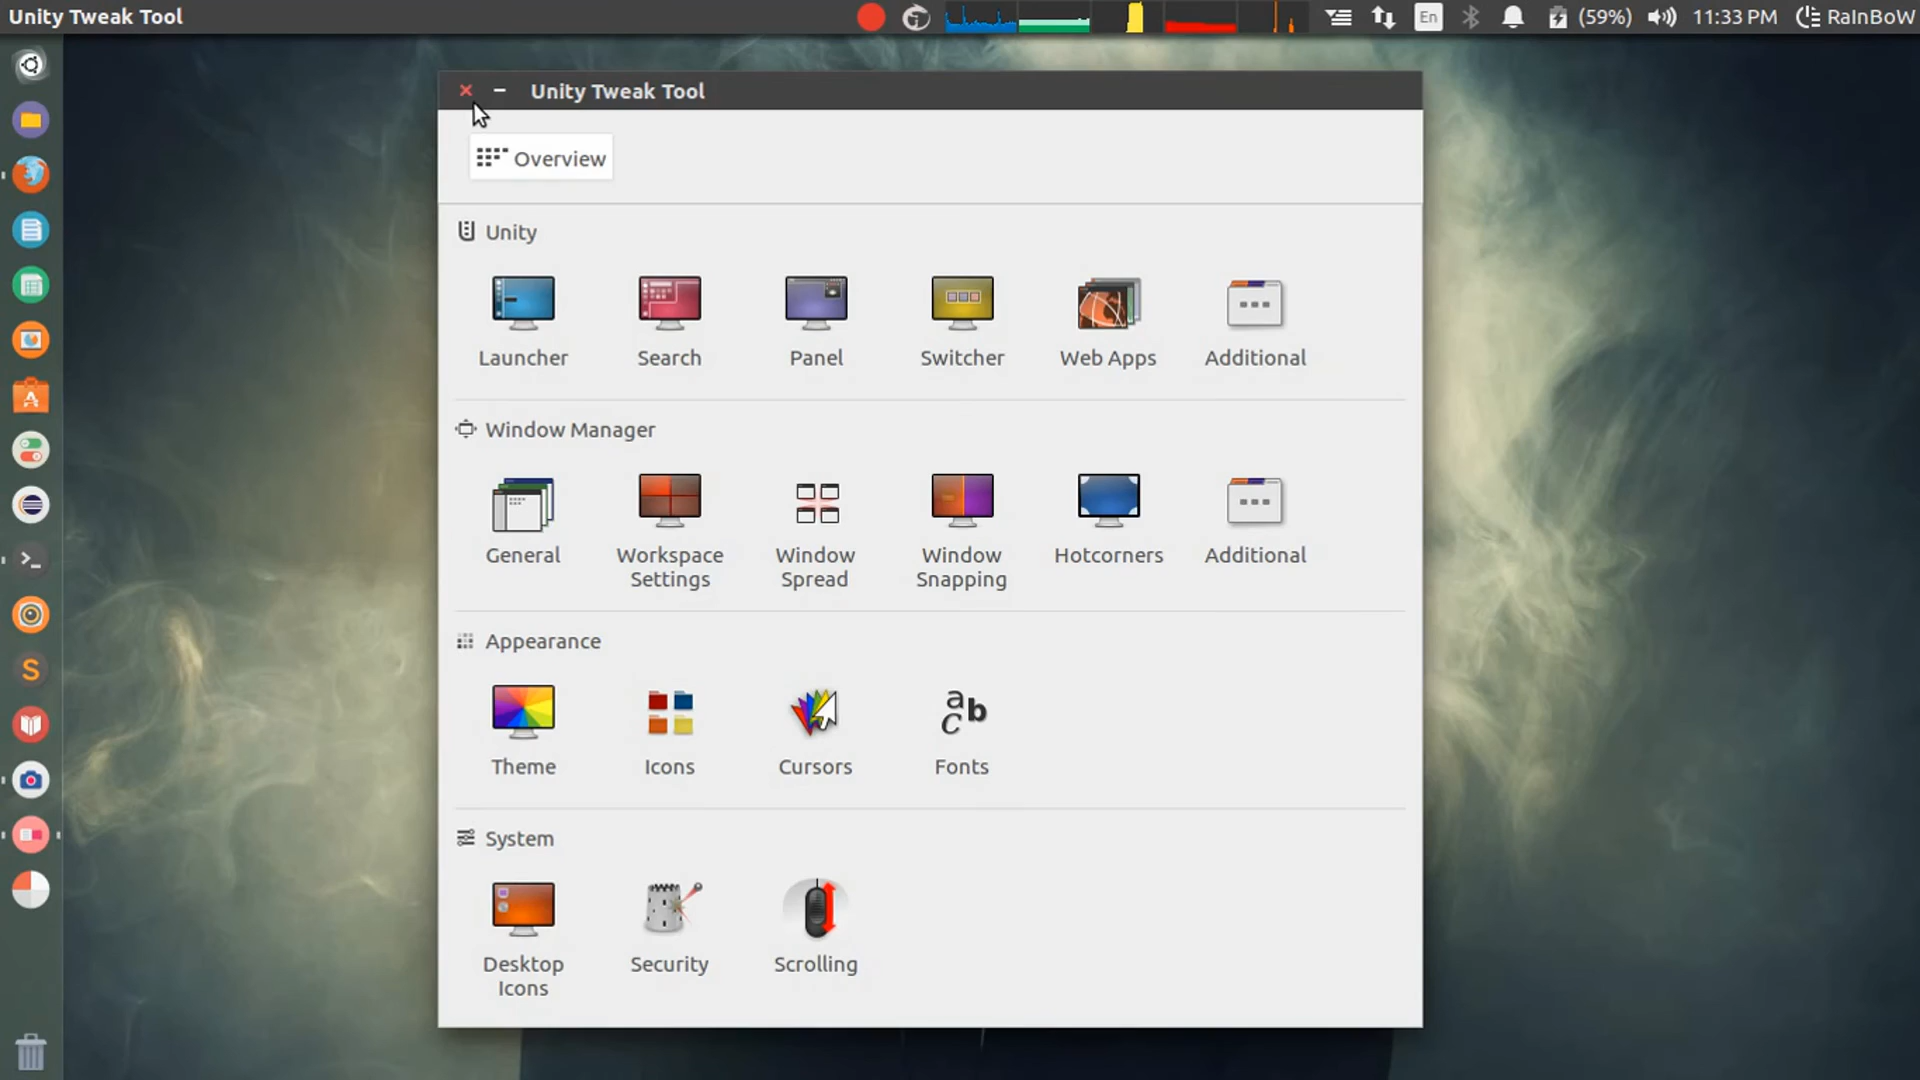 Unity Tweak Tool
En
(59%)
11:33 PM
RaInBoW
Unity Tweak Tool
Overview
Unity
Launcher
Search
Panel
Switcher
Web Apps
Additional
Window Manager
General
Workspace
Settings
Window
Spread
Window
Snapping
Hotcorners
Additional
Appearance
Theme
Icons
a
b
c
Cursors
Fonts
System
Desktop
Icons
Security
Scrolling
S